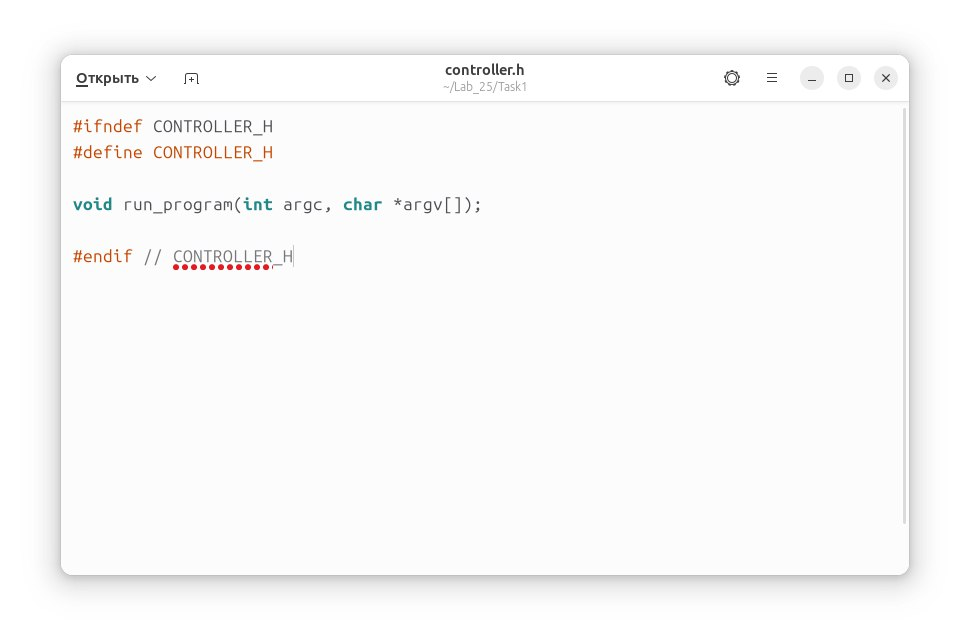 Открыть
controller.h
~/Lab_25/Task1
#ifndef CONTROLLER_H
#define CONTROLLER_H
void run_program(int argc, char *argv[]);
#endif // CONTROLLER_H